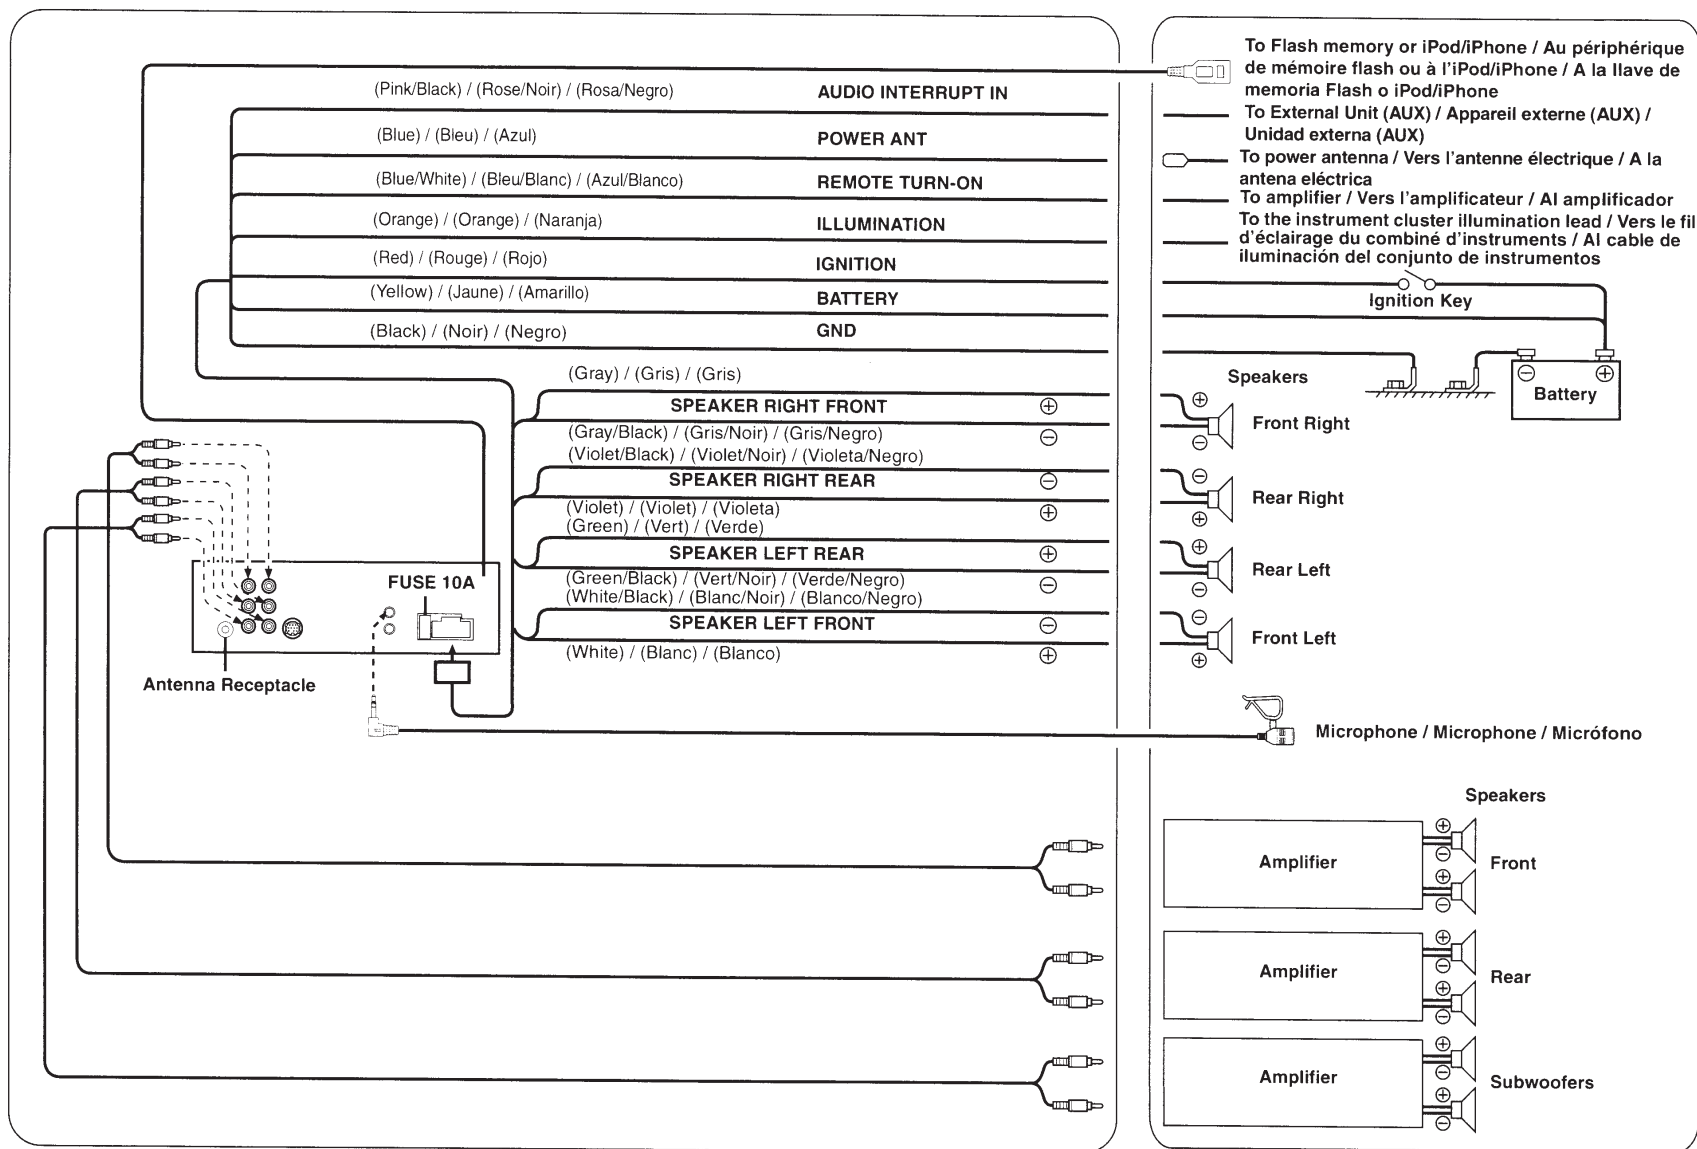 To Flash memory or iPod/iPhone / Au périphérique
de mémoire flash ou à l'iPod/iPhone / A la llave de
memoria Flash o iPod/iPhone
(Pink/Black) / (Rose/Noir) / (Rosa/Negro)
AUDIO INTERRUPT IN
To External Unit (AUX) / Appareil externe (AUX) /
Unidad externa (AUX)
(Blue) / (Bleu) / (Azul)
POWER ANT
To power antenna / Vers l'antenne électrique / A la
antena eléctrica
(Blue/White) / (Bleu/Blanc) / (Azul/Blanco)
REMOTE TURN-ON
To amplifier / Vers l'amplificateur / Al amplificador
(Orange) / (Orange) / (Naranja)
ILLUMINATION
To the instrument cluster illumination lead / Vers le fil
d'éclairage du combiné d'instruments / Al cable de
iluminación del conjunto de instrumentos
(Red) / (Rouge) / (Rojo)
IGNITION
Ignition Key
(Yellow) / (Jaune) / (Amarillo)
BATTERY
(Black) / (Noir) / (Negro)
GND
⊖ ⊕
Battery
Speakers
(Gray) / (Gris) / (Gris)
SPEAKER RIGHT FRONT ⊕
(Gray/Black) / (Gris/Noir) / (Gris/Negro) ⊖
⊕
Front Right
⊖
(Violet/Black) / (Violet/Noir) / (Violeta/Negro)
SPEAKER RIGHT REAR ⊖
(Violet) / (Violet) / (Violeta) ⊕
⊖
Rear Right
⊕
(Green) / (Vert) / (Verde)
SPEAKER LEFT REAR ⊕
(Green/Black) / (Vert/Noir) / (Verde/Negro) ⊖
⊕
Rear Left
⊖
(White/Black) / (Blanc/Noir) / (Blanco/Negro)
SPEAKER LEFT FRONT ⊖
(White) / (Blanc) / (Blanco) ⊕
⊖
Front Left
⊕
FUSE 10A
Antenna Receptacle
Microphone / Microphone / Micrófono
Speakers
Amplifier
⊕
⊖
Front
⊕
⊖
Amplifier
⊕
⊖
Rear
⊕
⊖
Amplifier
⊕
⊖
Subwoofers
⊕
⊖